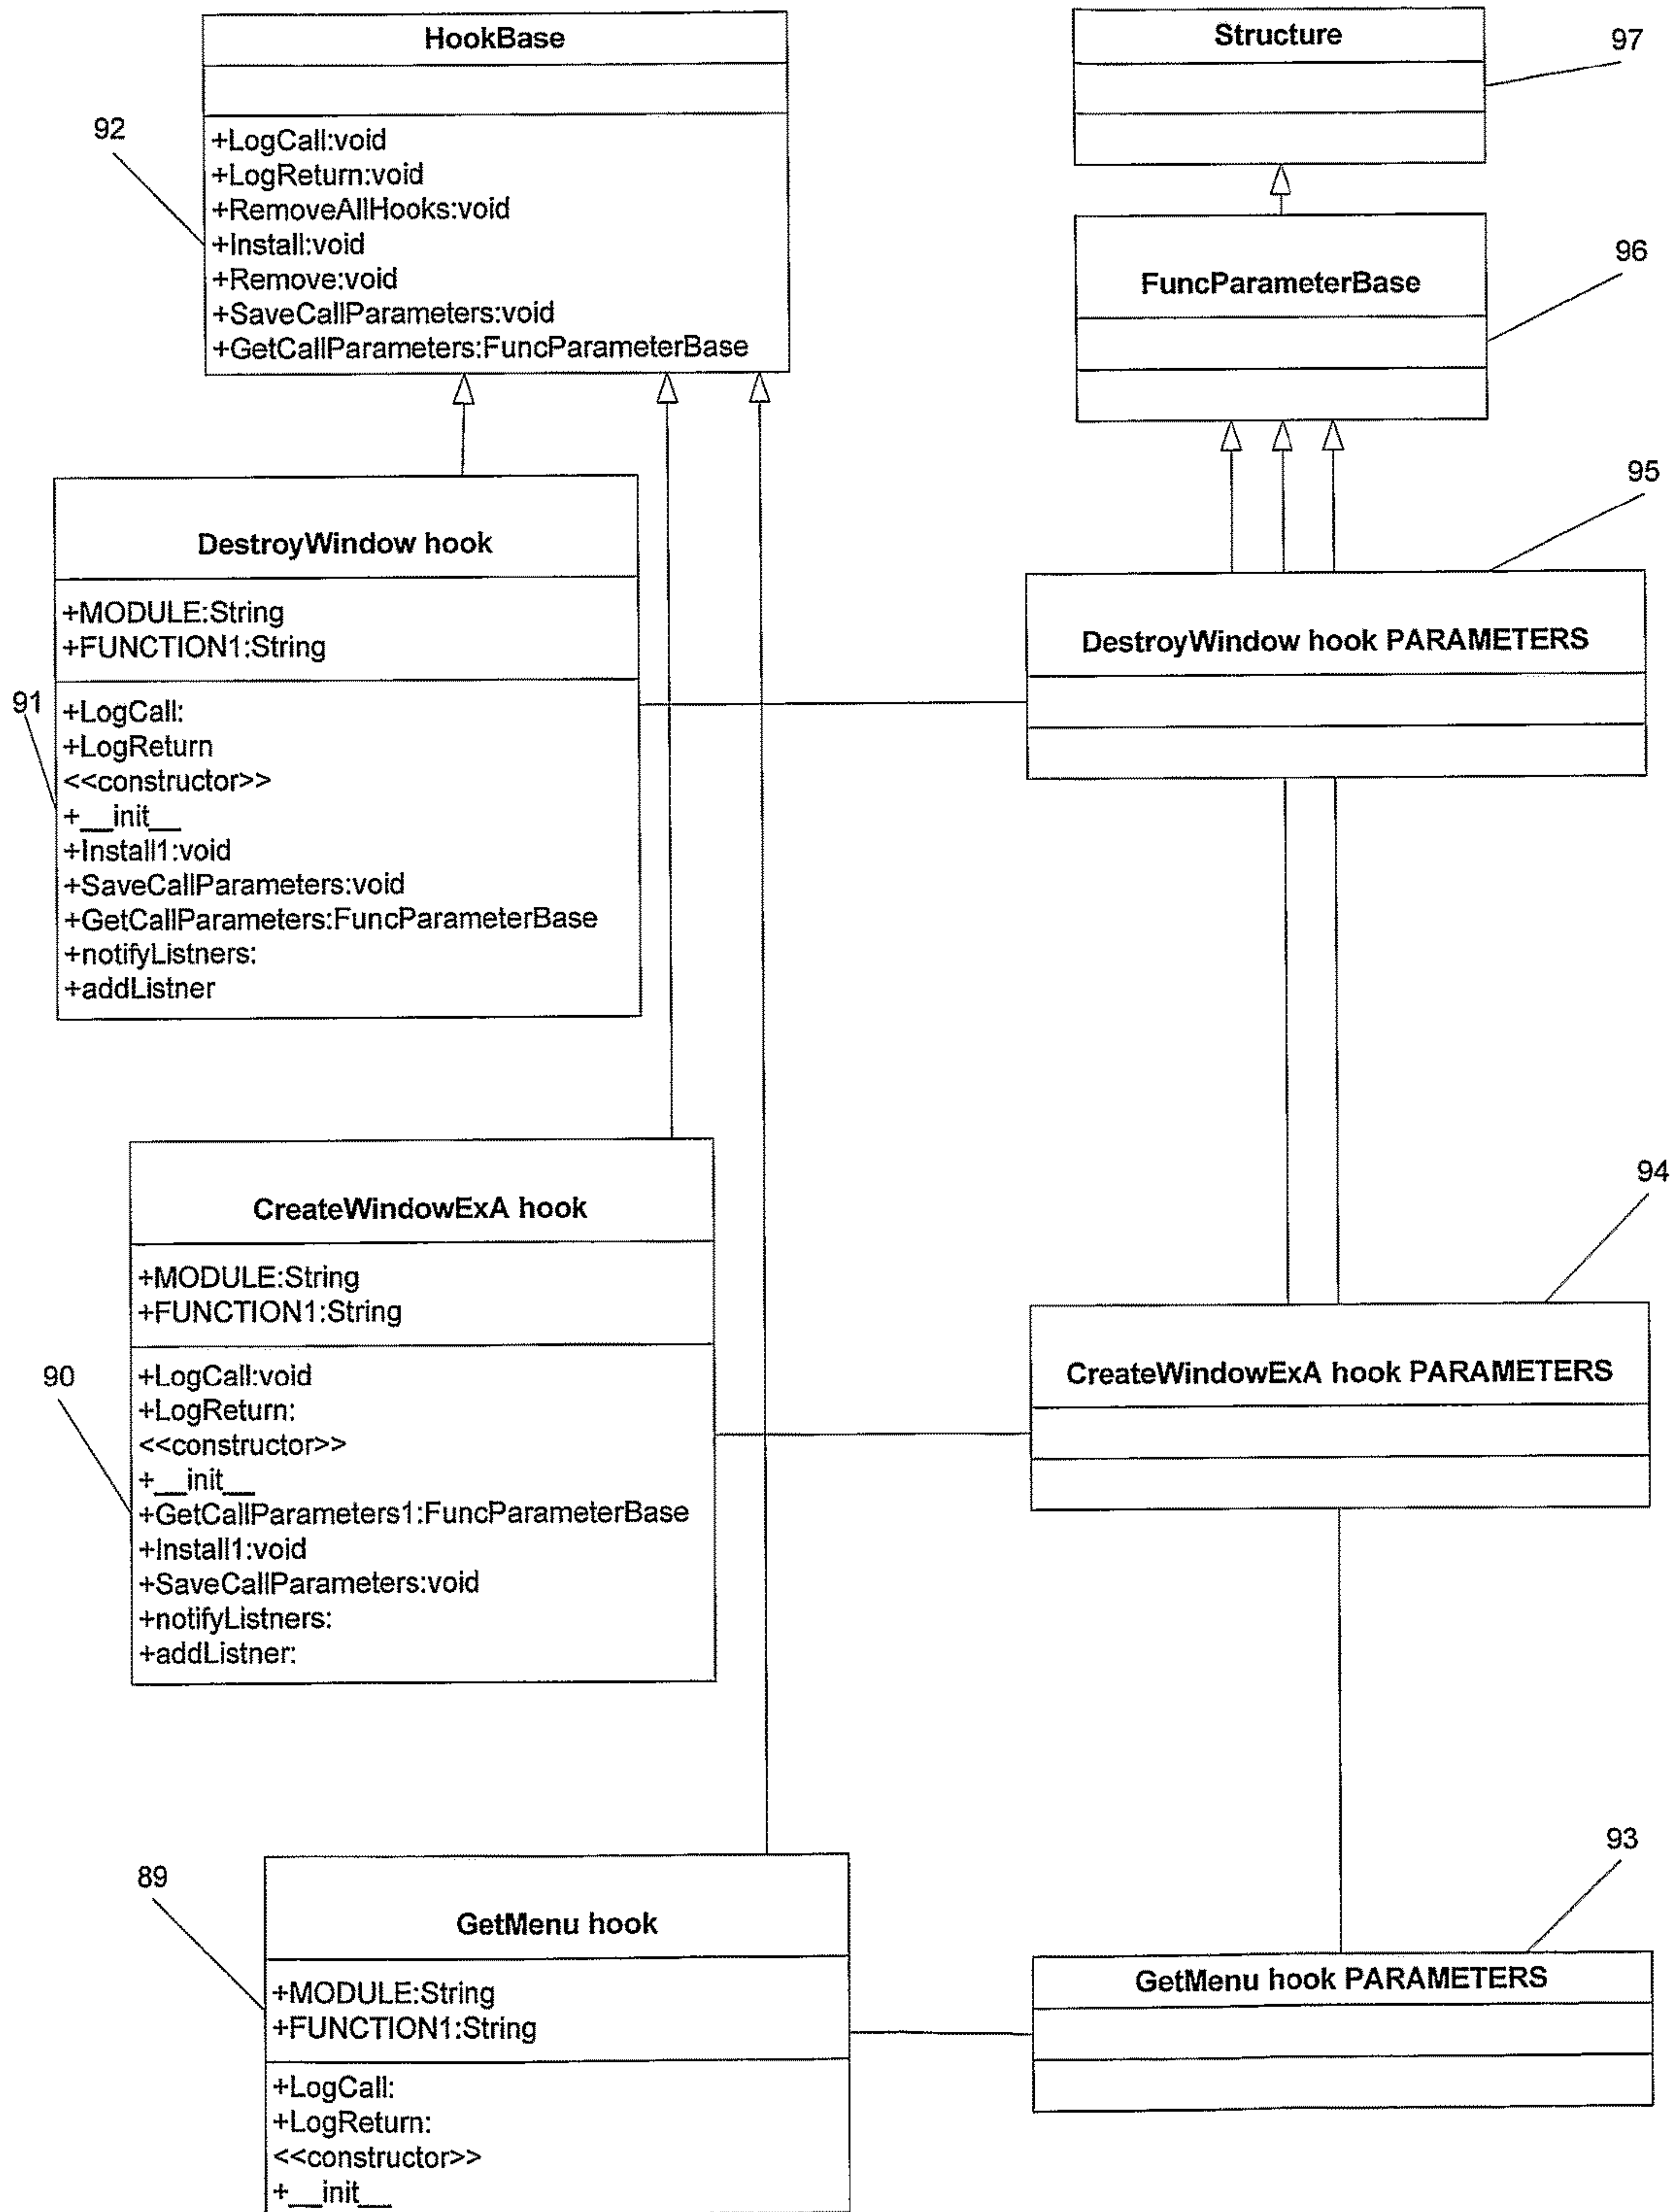 HookBase
92
+LogCall:void
+LogReturn:void
+RemoveAllHooks:void
+Install:void
+Remove:void
+SaveCallParameters:void
+GetCallParameters:FuncParameterBase
Structure
97
FuncParameterBase
96
DestroyWindow hook
+MODULE:String
+FUNCTION1:String
91
+LogCall:
+LogReturn
<<constructor>>
+__init__
+Install1:void
+SaveCallParameters:void
+GetCallParameters:FuncParameterBase
+notifyListners:
+addListner
95
DestroyWindow hook PARAMETERS
CreateWindowExA hook
+MODULE:String
+FUNCTION1:String
90
+LogCall:void
+LogReturn:
<<constructor>>
+__init__
+GetCallParameters1:FuncParameterBase
+Install1:void
+SaveCallParameters:void
+notifyListners:
+addListner:
94
CreateWindowExA hook PARAMETERS
89
GetMenu hook
+MODULE:String
+FUNCTION1:String
+LogCall:
+LogReturn:
<<constructor>>
+__init__
93
GetMenu hook PARAMETERS